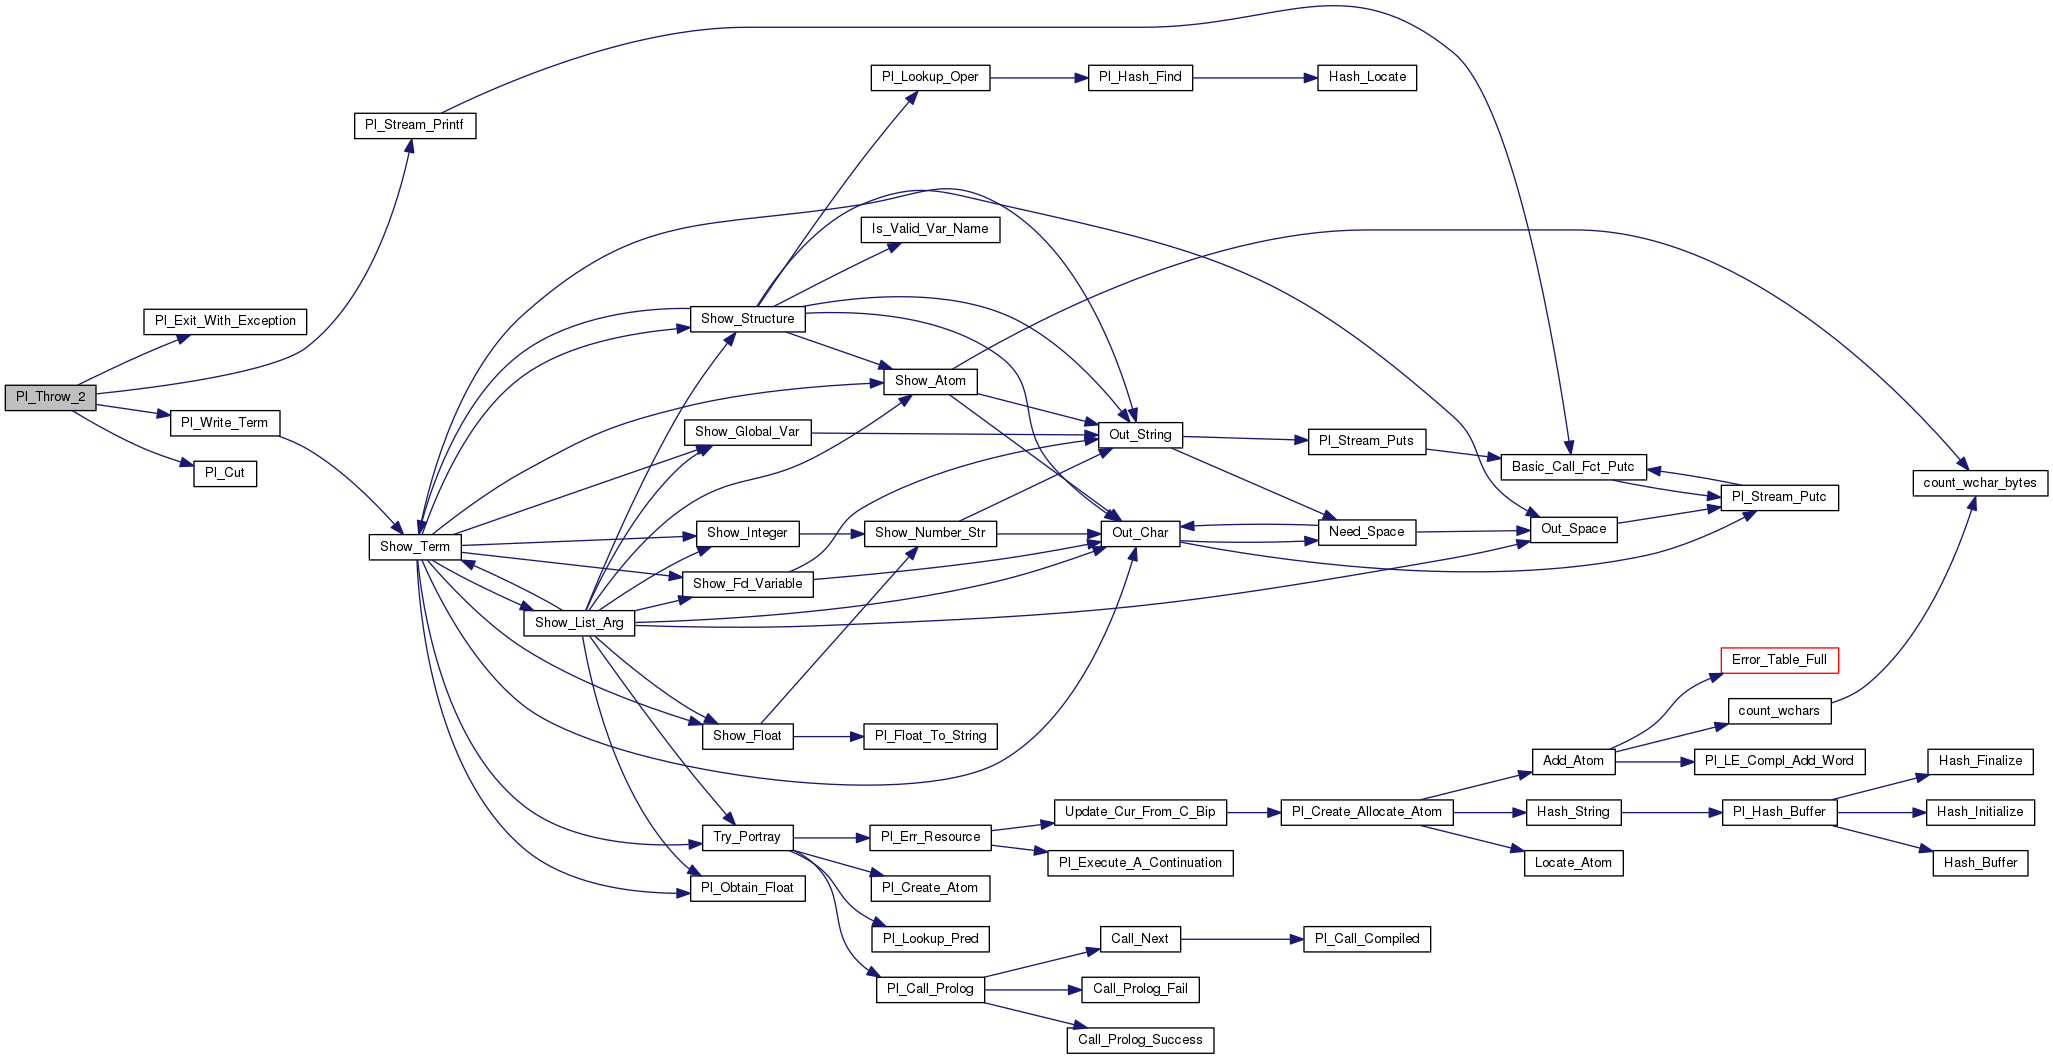 Pl_Throw_2
Pl_Exit_With_Exception
Pl_Stream_Printf
Pl_Write_Term
Pl_Cut
Show_Term
Show_List_Arg
Show_Structure
Show_Global_Var
Show_Integer
Show_Fd_Variable
Show_Float
Try_Portray
Pl_Obtain_Float
Pl_Lookup_Oper
Is_Valid_Var_Name
Show_Atom
Show_Number_Str
Pl_Float_To_String
Pl_Err_Resource
Pl_Create_Atom
Pl_Lookup_Pred
Pl_Call_Prolog
Pl_Hash_Find
Out_String
Out_Char
Update_Cur_From_C_Bip
Pl_Execute_A_Continuation
Call_Next
Call_Prolog_Fail
Call_Prolog_Success
Hash_Locate
Pl_Stream_Puts
Need_Space
Pl_Create_Allocate_Atom
Pl_Call_Compiled
Basic_Call_Fct_Putc
Out_Space
Add_Atom
Hash_String
Locate_Atom
Pl_Stream_Putc
Error_Table_Full
count_wchars
Pl_LE_Compl_Add_Word
Pl_Hash_Buffer
count_wchar_bytes
Hash_Finalize
Hash_Initialize
Hash_Buffer